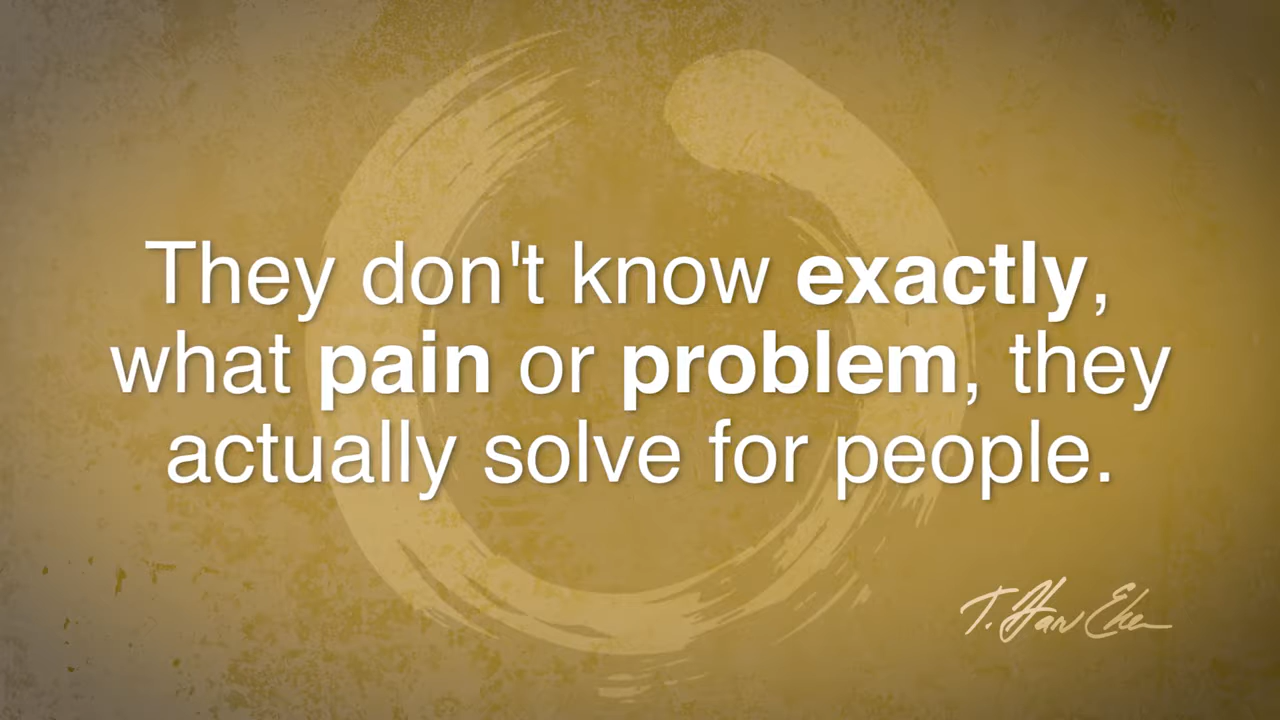 They don't know exactly,
what pain or problem, they
actually solve for people.
T. Harv Eker